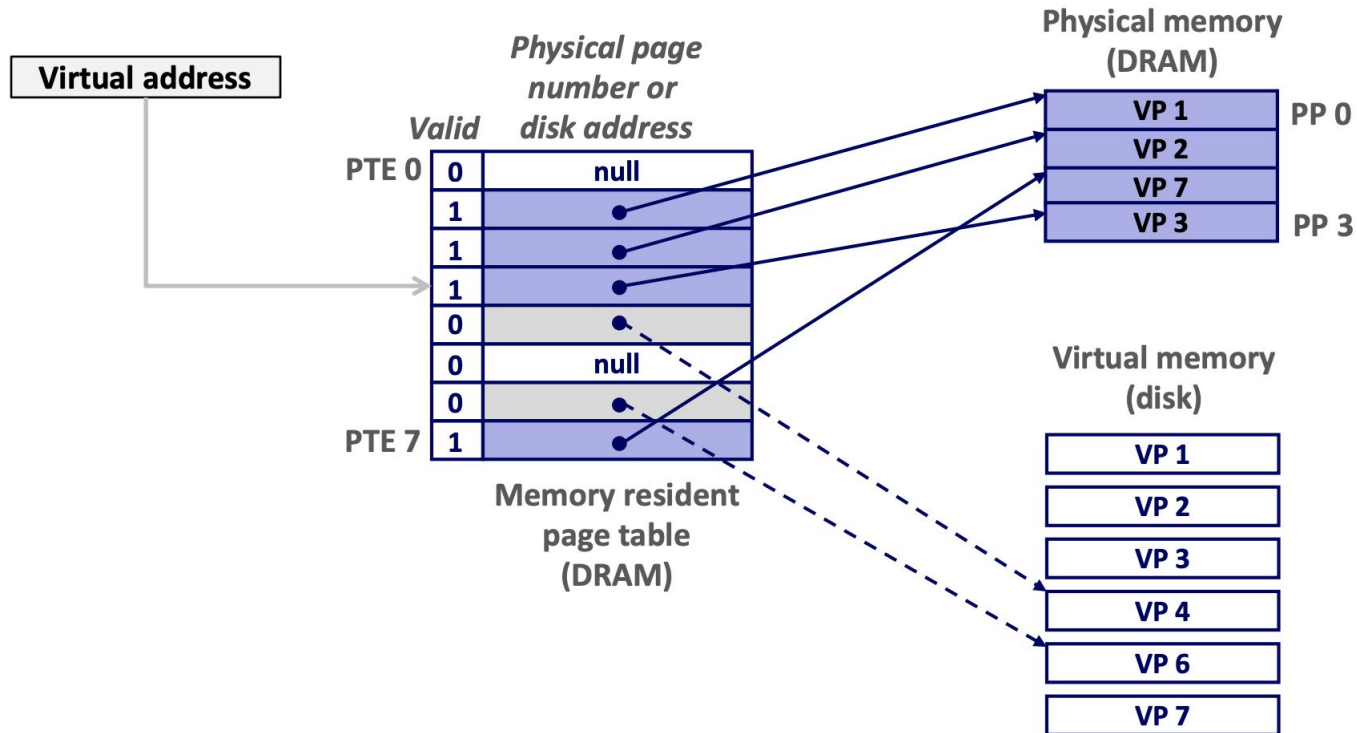 Virtual address
Physical page
number or
disk address
Valid
PTE 0
0 null
1
1
1
0
0 null
0
PTE 7
1
Memory resident
page table
(DRAM)
Physical memory
(DRAM)
VP 1
PP 0
VP 2
VP 7
VP 3
PP 3
Virtual memory
(disk)
VP 1
VP 2
VP 3
VP 4
VP 6
VP 7